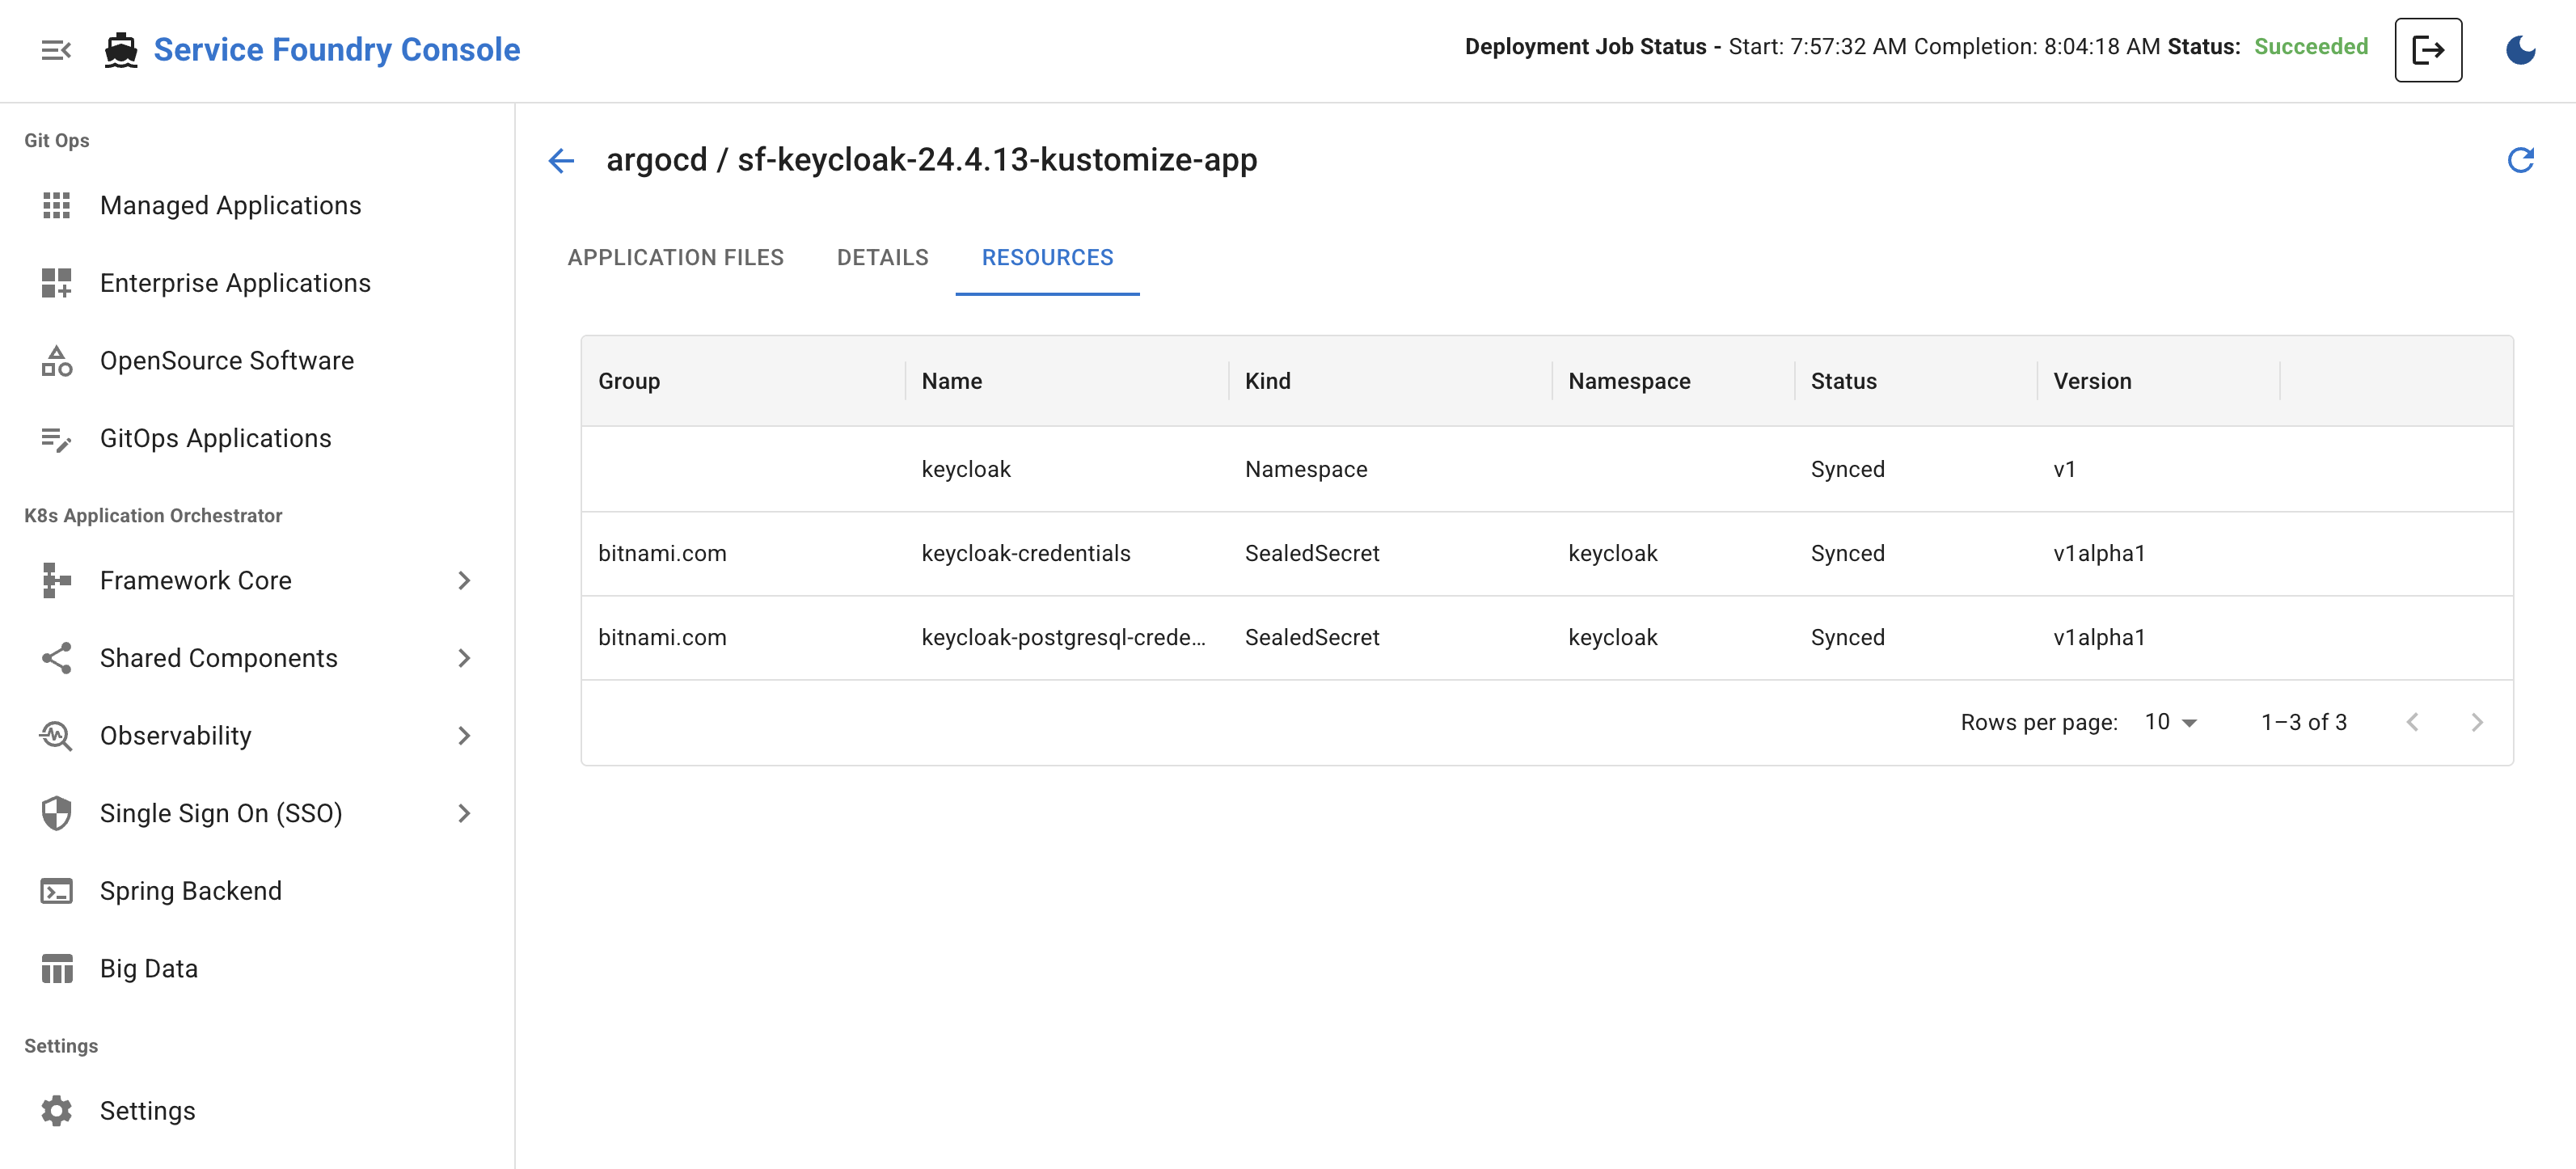 Service Foundry Console
Deployment Job Status - Start: 7:57:32 AM Completion: 8:04:18 AM Status: Succeeded
Git Ops
Managed Applications
Enterprise Applications
OpenSource Software
GitOps Applications
K8s Application Orchestrator
Framework Core
Shared Components
Observability
Single Sign On (SSO)
Spring Backend
Big Data
Settings
Settings
argocd / sf-keycloak-24.4.13-kustomize-app
APPLICATION FILES DETAILS RESOURCES
Group Name Kind Namespace Status Version
keycloak Namespace Synced v1
bitnami.com keycloak-credentials SealedSecret keycloak Synced v1alpha1
bitnami.com keycloak-postgresql-crede... SealedSecret keycloak Synced v1alpha1
Rows per page: 10 1–3 of 3